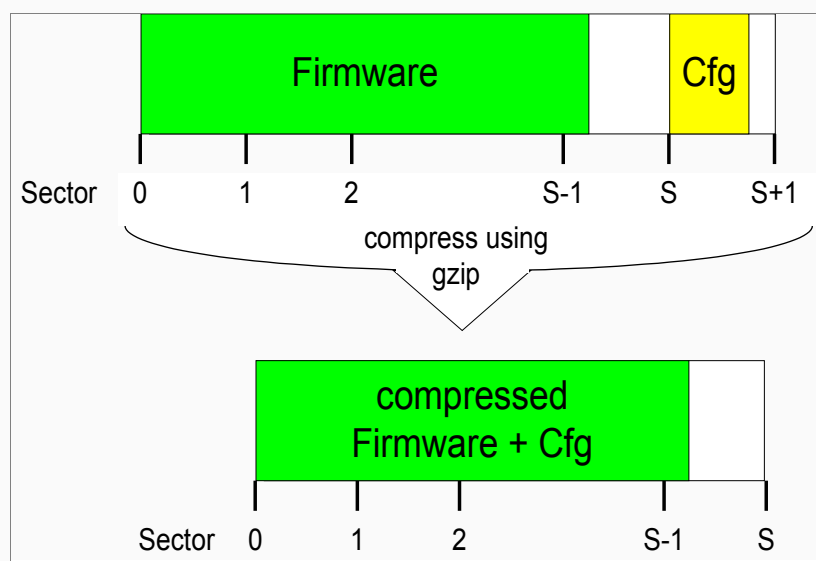 Firmware Cfg
Sector 0 1 2 S-1 S S+1
compress using
gzip
compressed
Firmware + Cfg
Sector 0 1 2 S-1 S